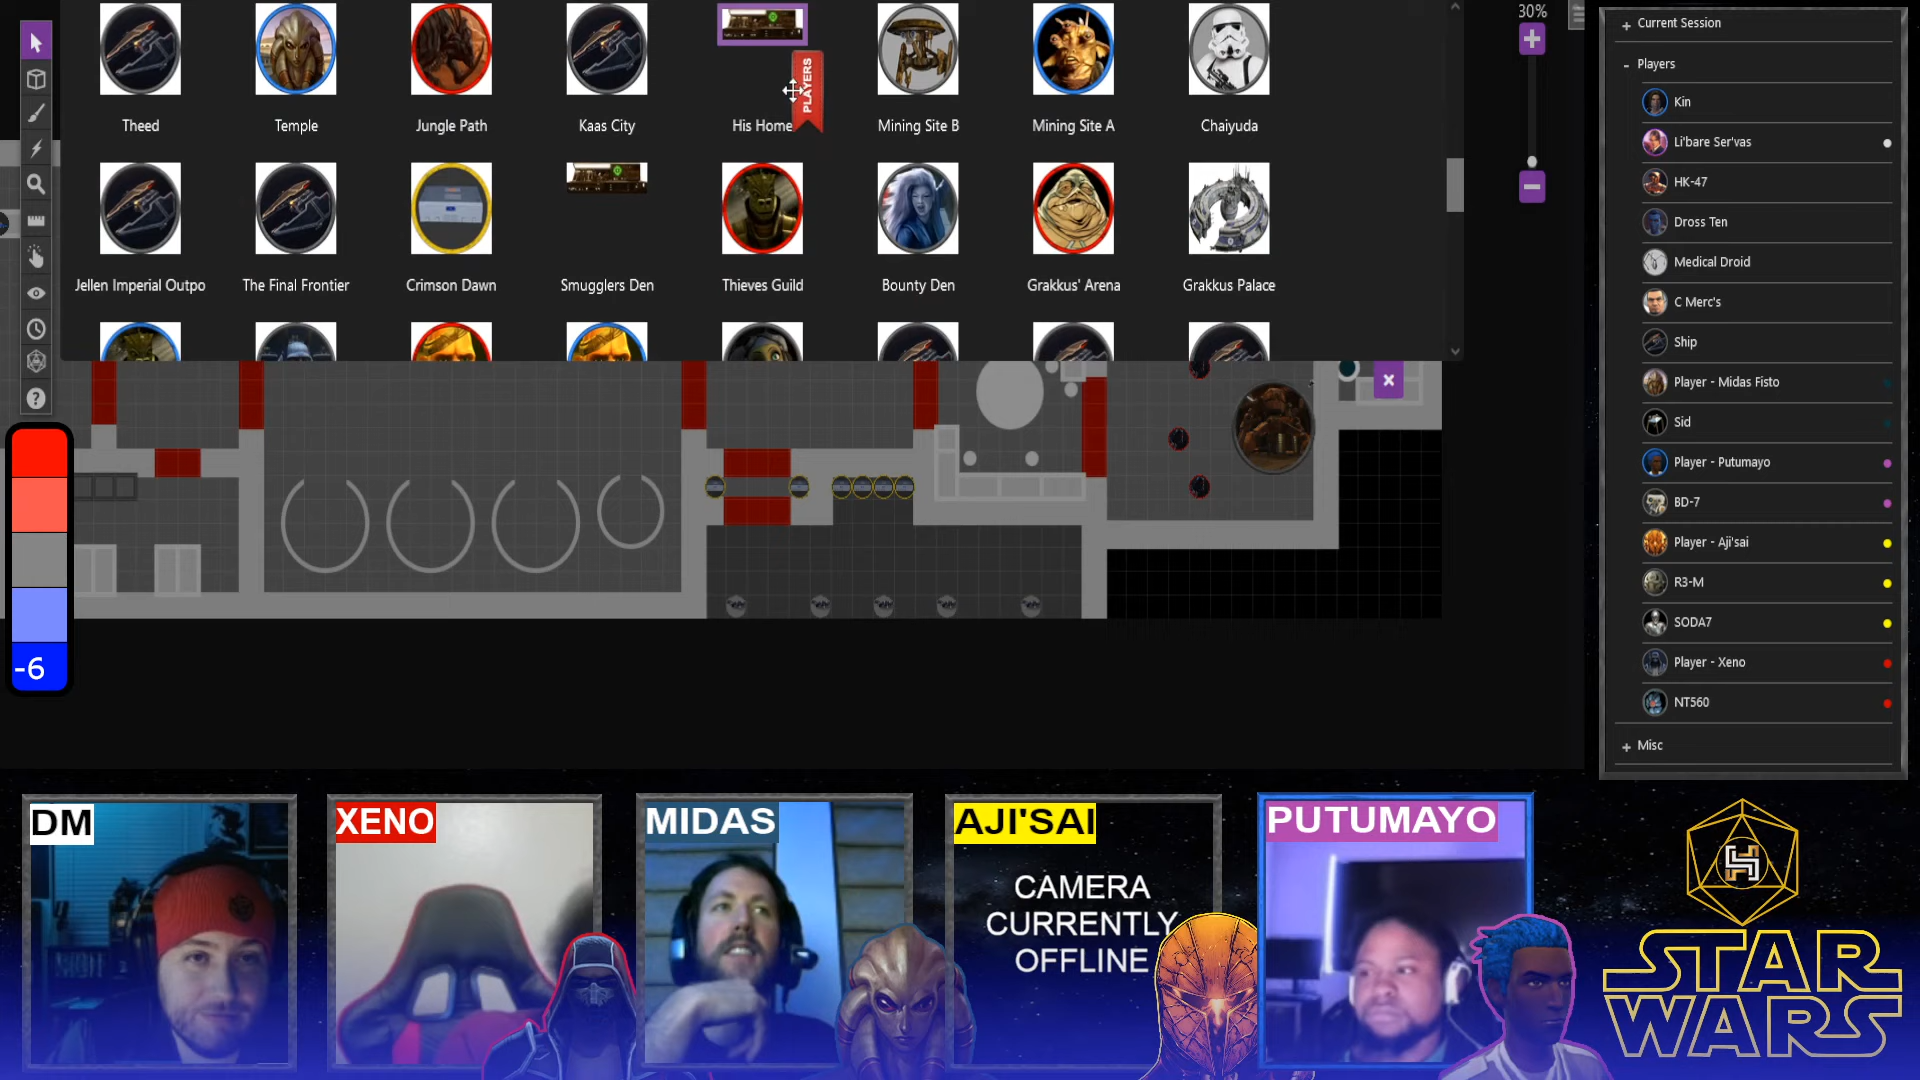 Theed
Temple
Jungle Path
Kaas City
His Home
PLAYERS
Mining Site B
Mining Site A
Chaiyuda
Jellen Imperial Outpo
The Final Frontier
Crimson Dawn
Smugglers Den
Thieves Guild
Bounty Den
Grakkus' Arena
Grakkus Palace
30%
+ Current Session
- Players
Kin
Li'bare Ser'vas
HK-47
Dross Ten
Medical Droid
C Merc's
Ship
Player - Midas Fisto
Sid
Player - Putumayo
BD-7
Player - Aji'sai
R3-M
SODA7
Player - Xeno
NT560
+ Misc
-6
DM
XENO
MIDAS
AJI'SAI
CAMERA
CURRENTLY
OFFLINE
PUTUMAYO
STAR
WARS